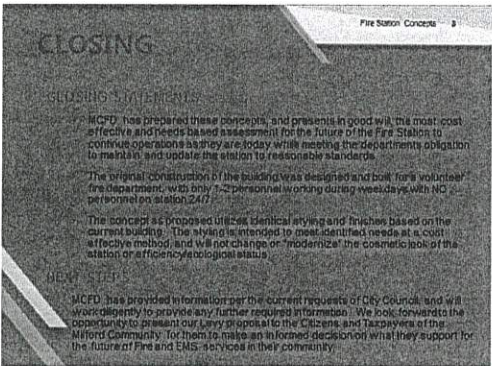 Fire Station Concepts 3
CLOSING
CLOSING STATEMENTS
MCFD has prepared these concepts, and presents in good will, the most cost
effective and needs based assessment for the future of the Fire Station to
continue operations as they are today while meeting the departments obligation
to maintain and update the station to reasonable standards
The original construction of the building was designed and built for a volunteer
fire department, with only 1-2 personnel working during weekdays with NO
personnel on station 24/7
The concept as proposed utilizes identical styling and finishes based on the
current building. The styling is intended to meet identified needs at a cost
effective method, and will not change or "modernize" the cosmetic look of the
station or efficiency/ecological status
NEXT STEPS
MCFD has provided information per the current requests of City Council, and will
work diligently to provide any further required information. We look forward to the
opportunity to present our Levy proposal to the Citizens and Taxpayers of the
Milford Community for them to make an informed decision on what they support for
the future of Fire and EMS services in their community